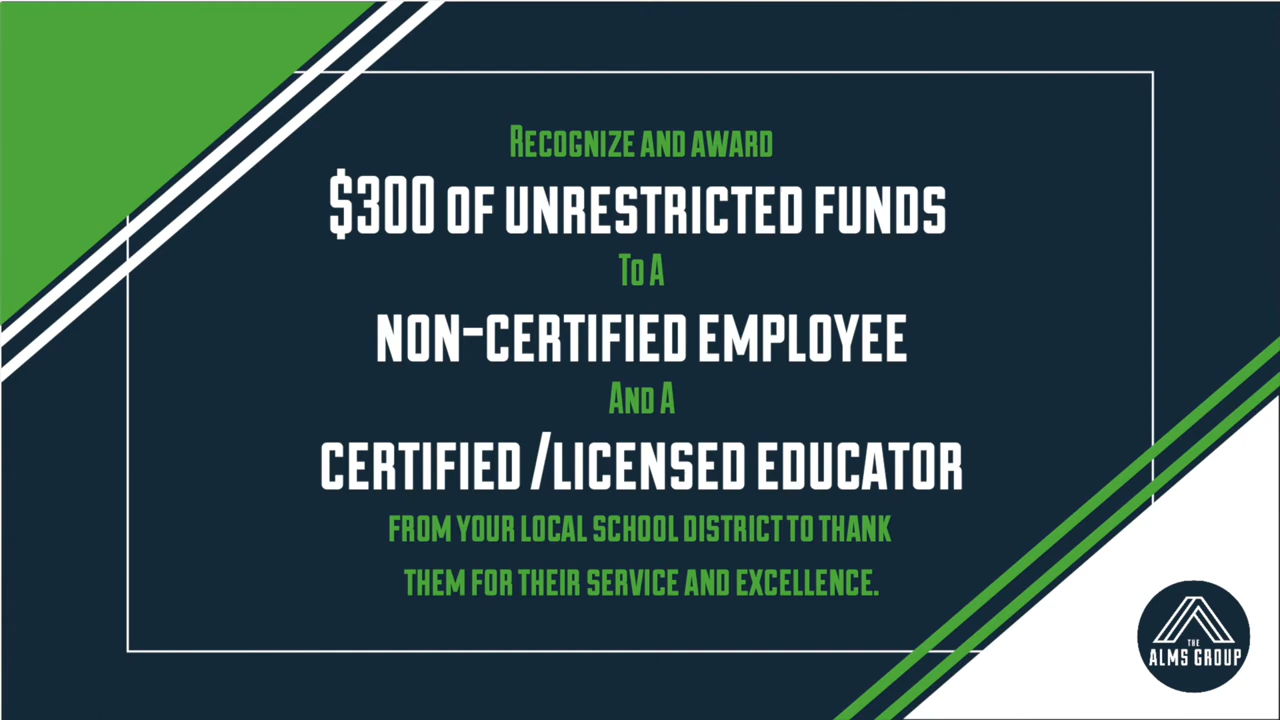 Recognize and award
$300 of unrestricted funds
To A
non-certified employee
And A
certified /licensed educator
from your local school district to thank
them for their service and excellence.
THE
ALMS GROUP